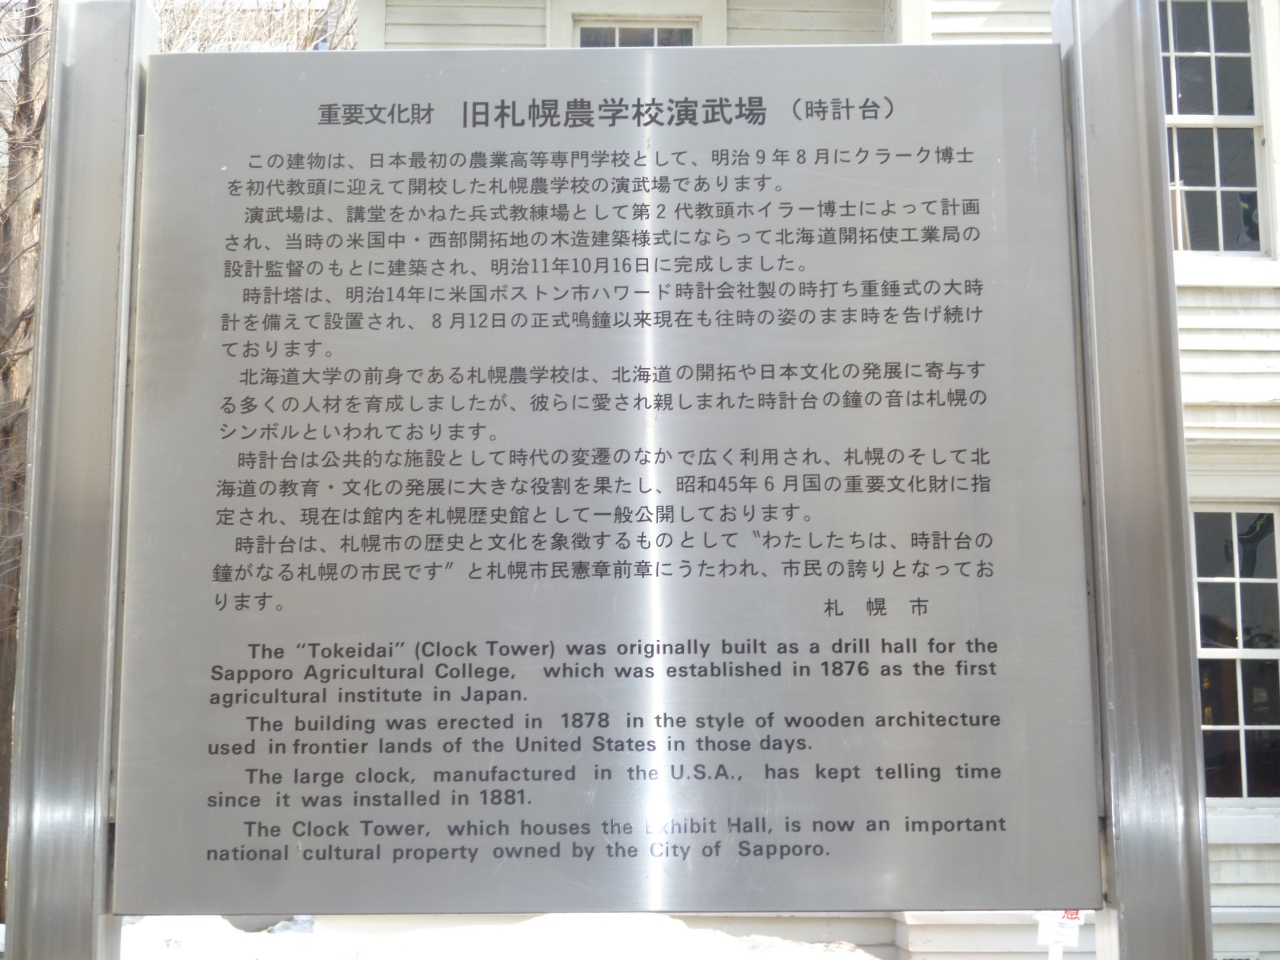 重要文化財 旧札幌農学校演武場 （時計台）
この建物は、日本最初の農業高等専門学校として、明治9年8月にクラーク博士
を初代教頭に迎えて開校した札幌農学校の演武場であります。
演武場は、講堂をかねた兵式教練場として第2代教頭ホイラー博士によって計画
され、当時の米国中・西部開拓地の木造建築様式にならって北海道開拓使工業局の
設計監督のもとに建築され、明治11年10月16日に完成しました。
時計塔は、明治14年に米国ボストン市ハワード時計会社製の時打ち重錘式の大時
計を備えて設置され、8月12日の正式鳴鐘以来現在も往時の姿のまま時を告げ続け
ております。
北海道大学の前身である札幌農学校は、北海道の開拓や日本文化の発展に寄与す
る多くの人材を育成しましたが、彼らに愛され親しまれた時計台の鐘の音は札幌の
シンボルといわれております。
時計台は公共的な施設として時代の変遷のなかで広く利用され、札幌のそして北
海道の教育・文化の発展に大きな役割を果たし、昭和45年6月国の重要文化財に指
定され、現在は館内を札幌歴史館として一般公開しております。
時計台は、札幌市の歴史と文化を象徴するものとして〝わたしたちは、時計台の
鐘がなる札幌の市民です〞と札幌市民憲章前章にうたわれ、市民の誇りとなってお
ります。
札 幌 市
The “Tokeidai” (Clock Tower) was originally built as a drill hall for the
Sapporo Agricultural College, which was established in 1876 as the first
agricultural institute in Japan.
The building was erected in 1878 in the style of wooden architecture
used in frontier lands of the United States in those days.
The large clock, manufactured in the U.S.A., has kept telling time
since it was installed in 1881.
The Clock Tower, which houses the Exhibit Hall, is now an important
national cultural property owned by the City of Sapporo.